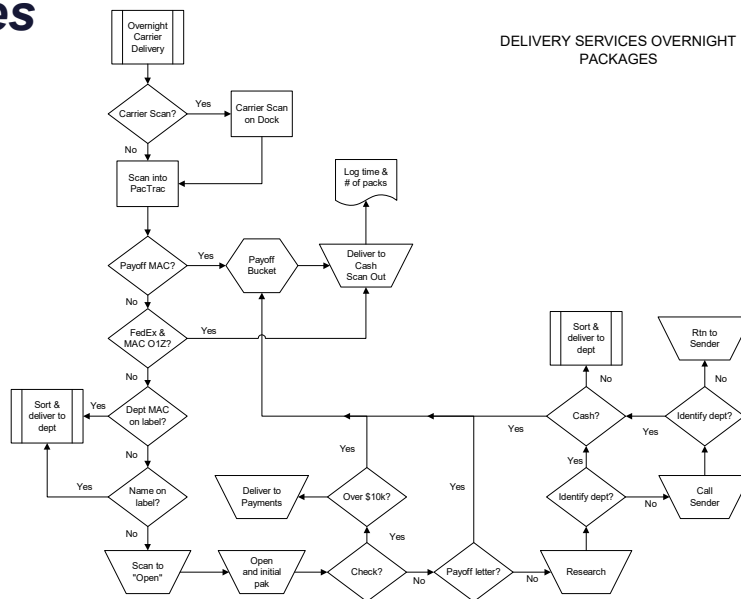 es
DELIVERY SERVICES OVERNIGHT
PACKAGES
Overnight
Carrier
Delivery
Carrier Scan?
Yes
Carrier Scan
on Dock
No
Scan into
PacTrac
Log time &
# of packs
Payoff MAC?
Yes
Payoff
Bucket
Deliver to
Cash
Scan Out
No
FedEx &
MAC O1Z?
Yes
No
Sort &
deliver to
dept
Yes
Dept MAC
on label?
No
Yes
Name on
label?
No
Scan to
"Open"
Open
and initial
pak
Check?
Yes
No
Over $10k?
Yes
Deliver to
Payments
Payoff letter?
Yes
No
Research
Identify dept?
Yes
No
Call
Sender
Identify dept?
Yes
No
Rtn to
Sender
Cash?
Yes
No
Sort &
deliver to
dept